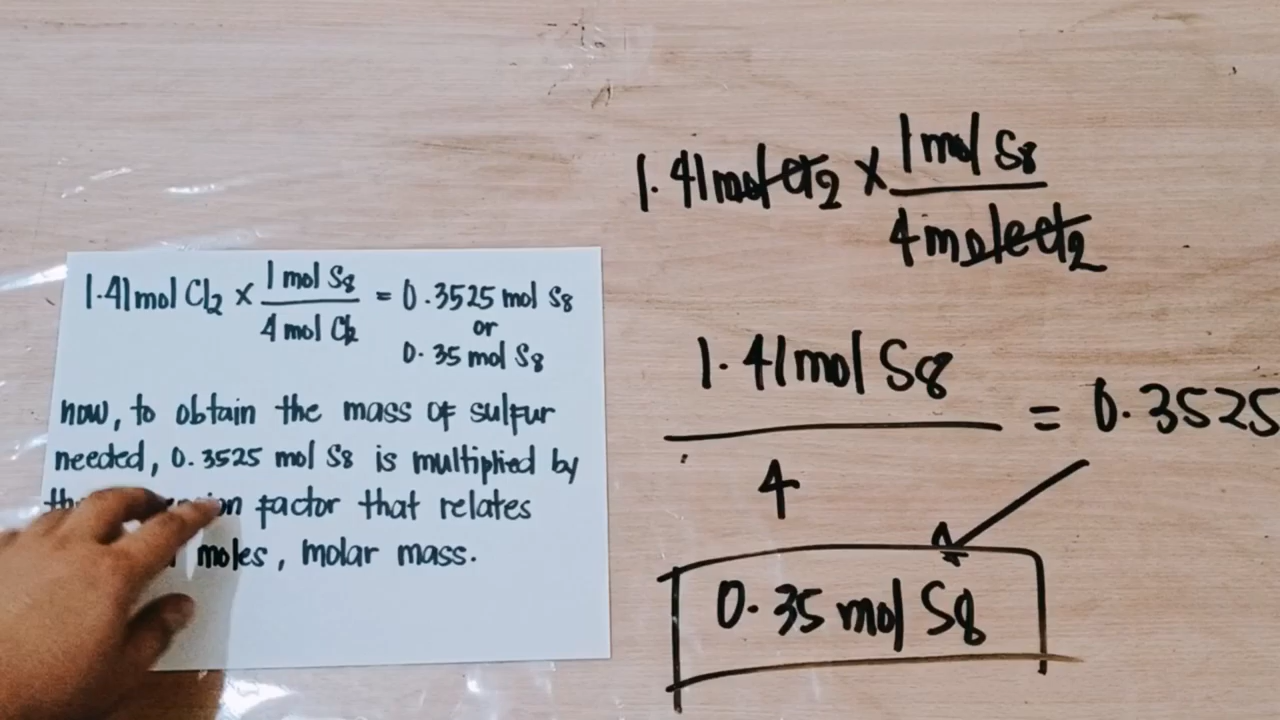 1.41 mol Cl2 x 1 mol S8 / 4 mol Cl2 = 0.3525 mol S8
or
0.35 mol S8
now, to obtain the mass of sulfur
needed, 0.3525 mol S8 is multiplied by
factor that relates
moles, molar mass.
1.41 mol Cl2 x 1 mol S8 / 4 mole Cl2
1.41 mol S8 / 4 = 0.3525
0.35 mol S8